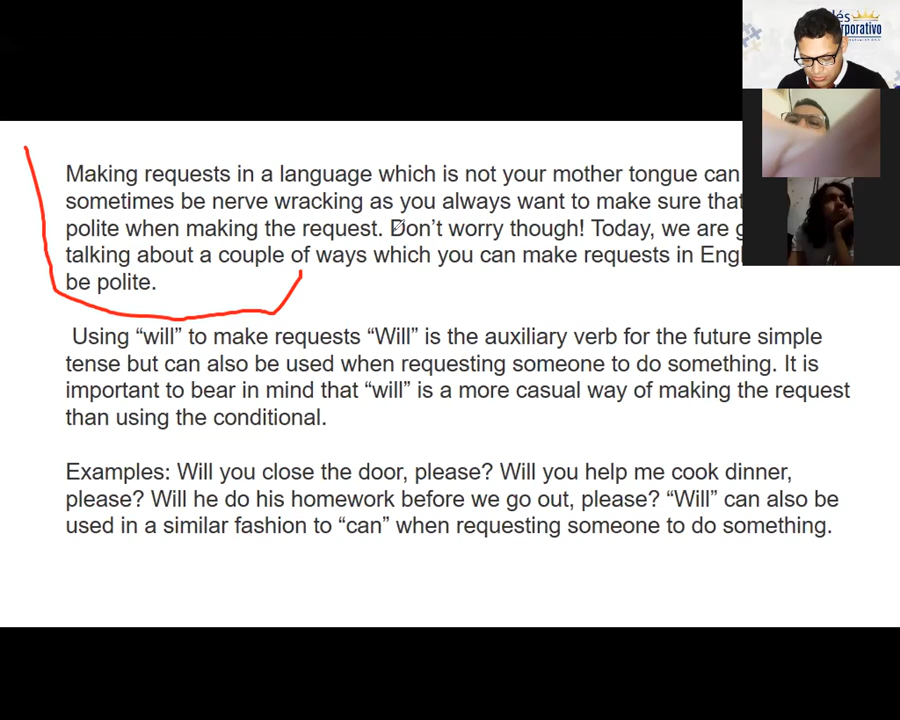 Making requests in a language which is not your mother tongue can
sometimes be nerve wracking as you always want to make sure that
polite when making the request. Don't worry though! Today, we are
talking about a couple of ways which you can make requests in
be polite.
Using “will” to make requests “Will” is the auxiliary verb for the future simple
tense but can also be used when requesting someone to do something. It is
important to bear in mind that “will” is a more casual way of making the request
than using the conditional.
Examples: Will you close the door, please? Will you help me cook dinner,
please? Will he do his homework before we go out, please? “Will” can also be
used in a similar fashion to “can” when requesting someone to do something.